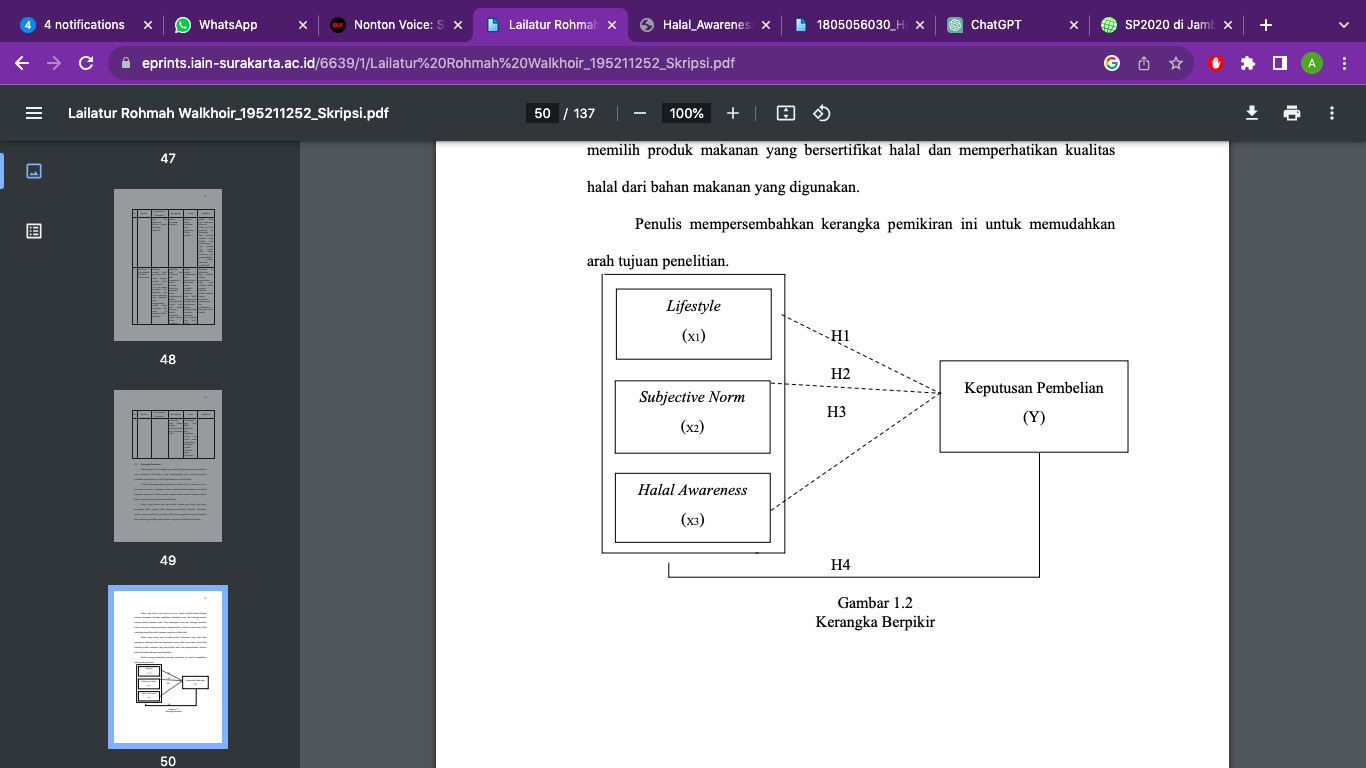 4 notifications
WhatsApp
Nonton Voice: S
Lailatur Rohmah
Halal_Awarenes
1805056030_H
ChatGPT
SP2020 di Jam
eprints.iain-surakarta.ac.id/6639/1/Lailatur%20Rohmah%20Walkhoir_195211252_Skripsi.pdf
A
Lailatur Rohmah Walkhoir_195211252_Skripsi.pdf
50 / 137
100%
47
48
49
50
memilih produk makanan yang bersertifikat halal dan memperhatikan kualitas
halal dari bahan makanan yang digunakan.
Penulis mempersembahkan kerangka pemikiran ini untuk memudahkan
arah tujuan penelitian.
Lifestyle
(x1)
Subjective Norm
(x2)
Halal Awareness
(x3)
H1
H2
H3
Keputusan Pembelian
(Y)
H4
Gambar 1.2
Kerangka Berpikir